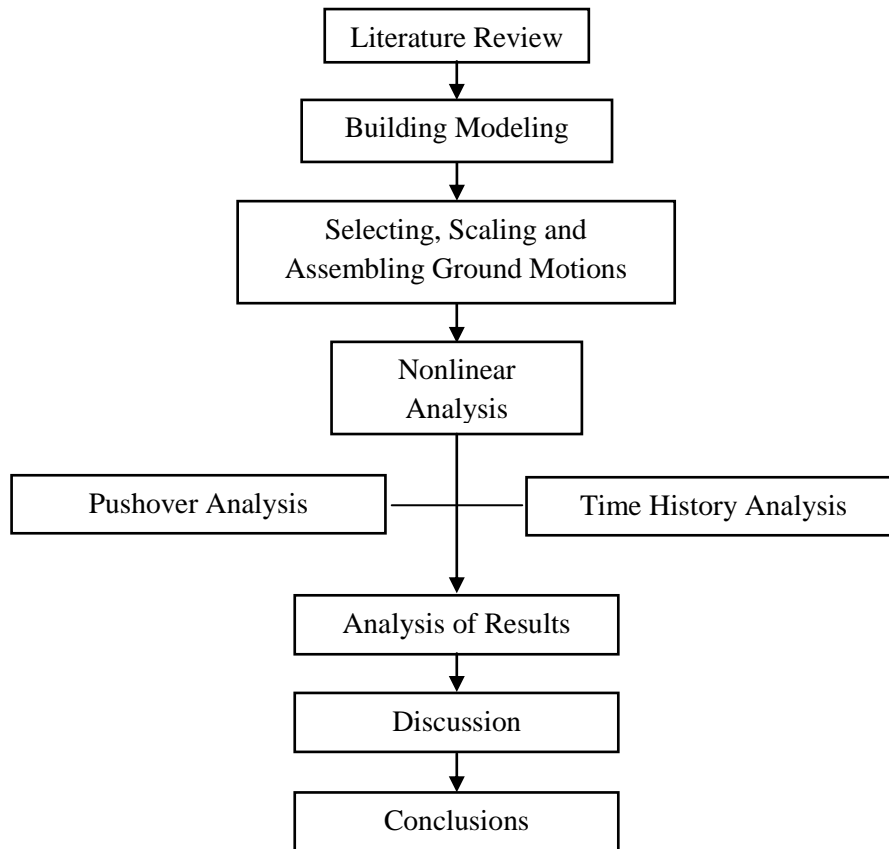 Literature Review
Building Modeling
Selecting, Scaling and
Assembling Ground Motions
Nonlinear
Analysis
Pushover Analysis
Time History Analysis
Analysis of Results
Discussion
Conclusions